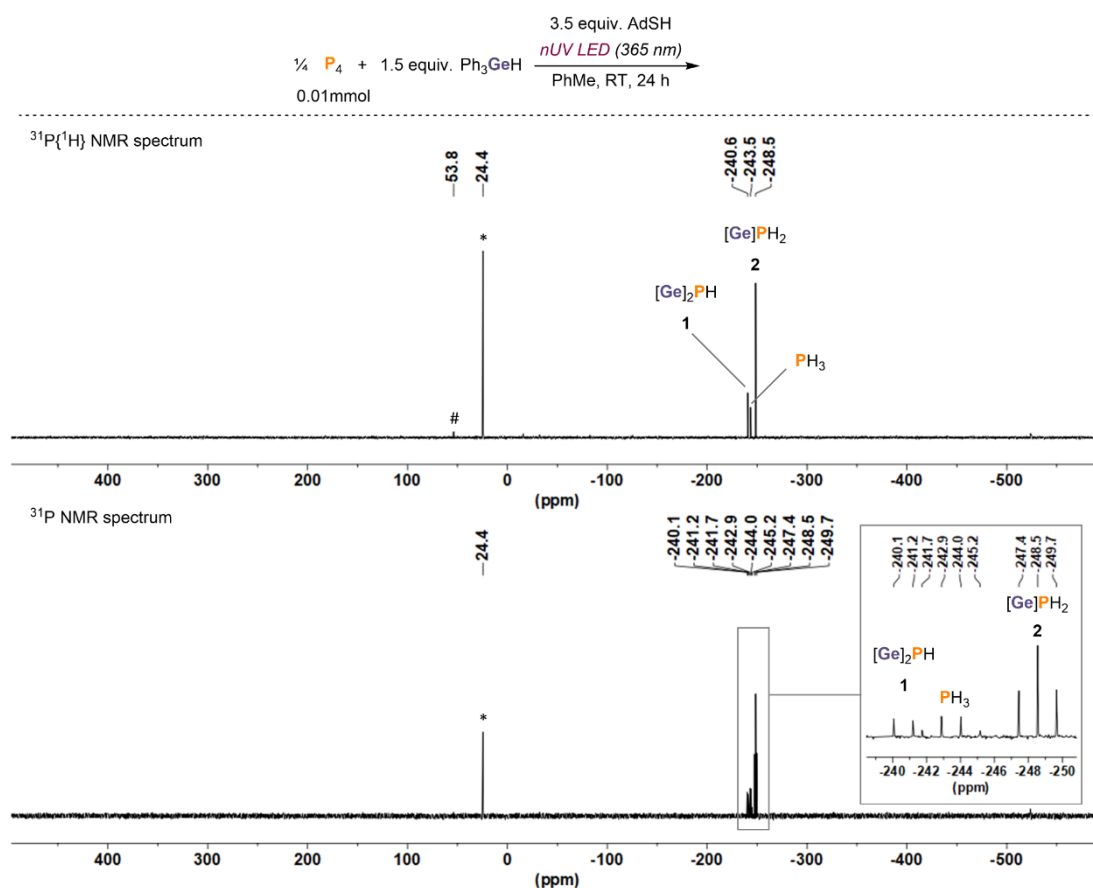 3.5 equiv. AdSH
¼ P4 + 1.5 equiv. Ph3GeH nUV LED (365 nm)
0.01mmol PhMe, RT, 24 h
31P{1H} NMR spectrum
53.8 24.4 -240.6 -243.5 -248.5
* [Ge]PH2
2
[Ge]2PH
1
PH3
#
400 300 200 100 0 -100 -200 -300 -400 -500
(ppm)
31P NMR spectrum
24.4 -240.1 -241.2 -241.7 -242.9 -244.0 -245.2 -247.4 -248.5 -249.7
-240.1 -241.2 -241.7 -242.9 -244.0 -245.2 -247.4 -248.5 -249.7
[Ge]PH2
2
[Ge]2PH
1
PH3
*
-240 -242 -244 -246 -248 -250
(ppm)
400 300 200 100 0 -100 -200 -300 -400 -500
(ppm)